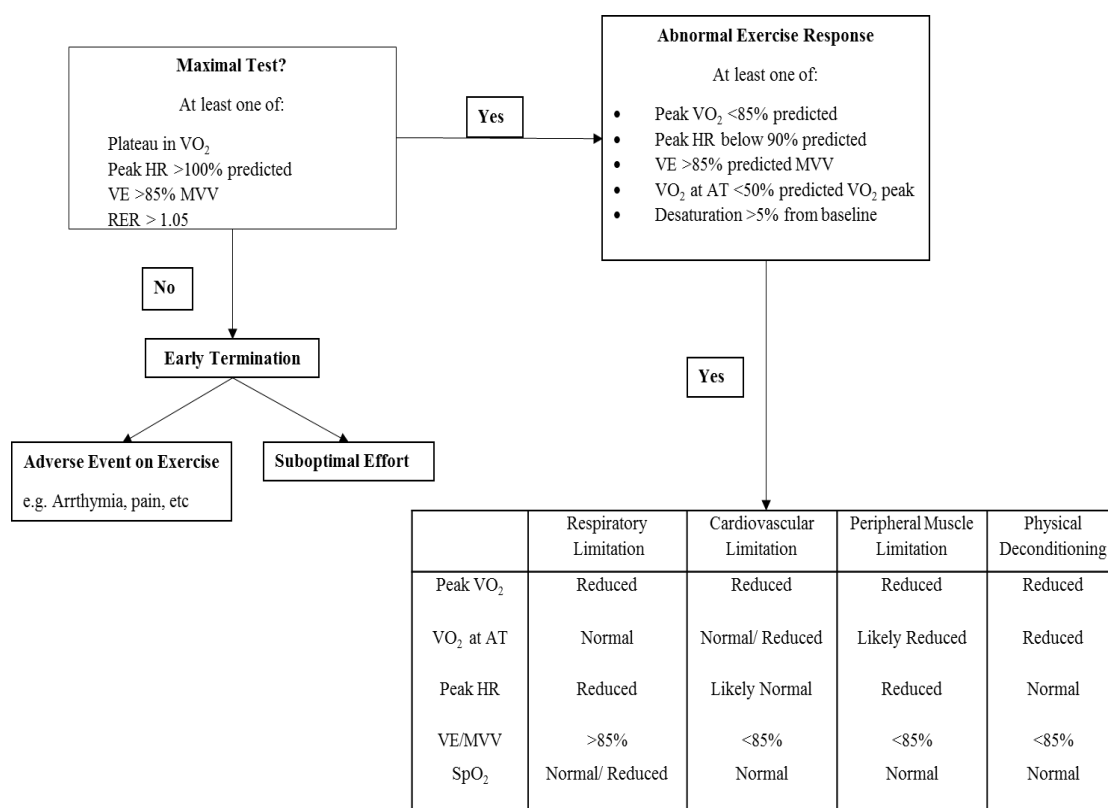 Maximal Test?
At least one of:
Plateau in VO₂
Peak HR >100% predicted
VE >85% MVV
RER > 1.05
Yes
Abnormal Exercise Response
At least one of:
• Peak VO₂ <85% predicted
• Peak HR below 90% predicted
• VE >85% predicted MVV
• VO₂ at AT <50% predicted VO₂ peak
• Desaturation >5% from baseline
No
Early Termination
Yes
Adverse Event on Exercise
e.g. Arrthymia, pain, etc
Suboptimal Effort
Respiratory Limitation Cardiovascular Limitation Peripheral Muscle Limitation Physical Deconditioning
Peak VO₂ Reduced Reduced Reduced Reduced
VO₂ at AT Normal Normal/ Reduced Likely Reduced Reduced
Peak HR Reduced Likely Normal Reduced Normal
VE/MVV >85% <85% <85% <85%
SpO₂ Normal/ Reduced Normal Normal Normal